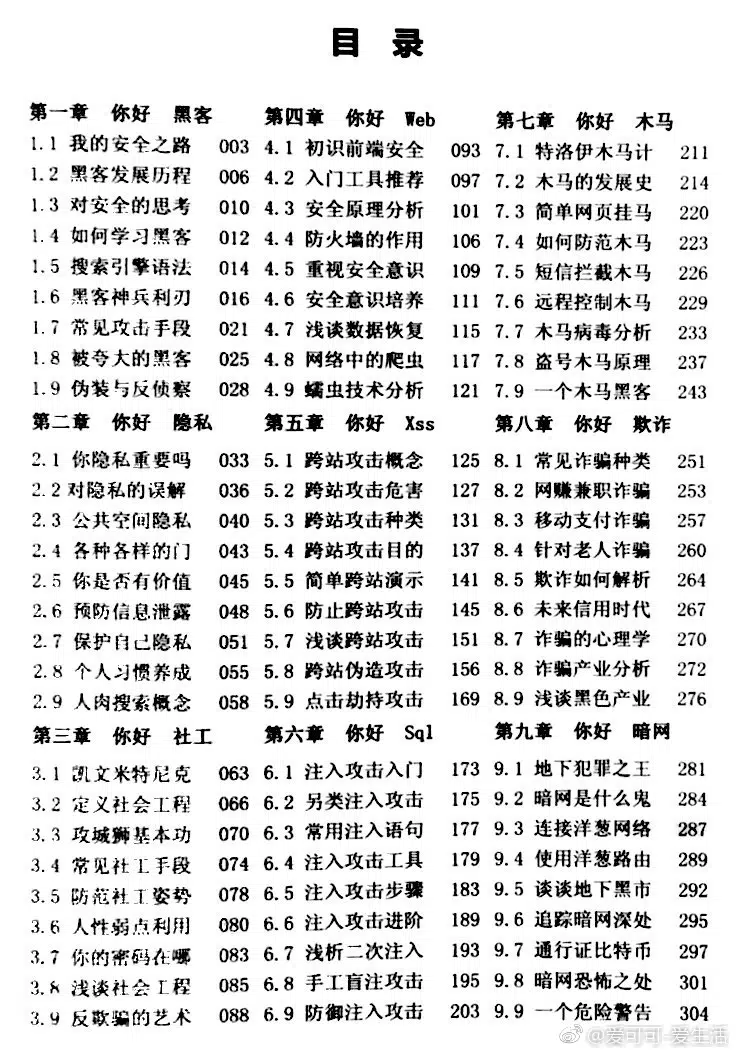 目 录
第一章 你好 黑客
1.1 我的安全之路 003
1.2 黑客发展历程 006
1.3 对安全的思考 010
1.4 如何学习黑客 012
1.5 搜索引擎语法 014
1.6 黑客神兵利刃 016
1.7 常见攻击手段 021
1.8 被夸大的黑客 025
1.9 伪装与反侦察 028
第二章 你好 隐私
2.1 你隐私重要吗 033
2.2 对隐私的误解 036
2.3 公共空间隐私 040
2.4 各种各样的门 043
2.5 你是否有价值 045
2.6 预防信息泄露 048
2.7 保护自己隐私 051
2.8 个人习惯养成 055
2.9 人肉搜索概念 058
第三章 你好 社工
3.1 凯文米特尼克 063
3.2 定义社会工程 066
3.3 攻城狮基本功 070
3.4 常见社工手段 074
3.5 防范社工姿势 078
3.6 人性弱点利用 080
3.7 你的密码在哪 083
3.8 浅谈社会工程 085
3.9 反欺骗的艺术 088
第四章 你好 Web
4.1 初识前端安全 093
4.2 入门工具推荐 097
4.3 安全原理分析 101
4.4 防火墙的作用 106
4.5 重视安全意识 109
4.6 安全意识培养 111
4.7 浅谈数据恢复 115
4.8 网络中的爬虫 117
4.9 蠕虫技术分析 121
第五章 你好 Xss
5.1 跨站攻击概念 125
5.2 跨站攻击危害 127
5.3 跨站攻击种类 131
5.4 跨站攻击目的 137
5.5 简单跨站演示 141
5.6 防止跨站攻击 145
5.7 浅谈跨站攻击 151
5.8 跨站伪造攻击 156
5.9 点击劫持攻击 169
第六章 你好 Sql
6.1 注入攻击入门 173
6.2 另类注入攻击 175
6.3 常用注入语句 177
6.4 注入攻击工具 179
6.5 注入攻击步骤 183
6.6 注入攻击进阶 189
6.7 浅析二次注入 193
6.8 手工盲注攻击 195
6.9 防御注入攻击 203
第七章 你好 木马
7.1 特洛伊木马计 211
7.2 木马的发展史 214
7.3 简单网页挂马 220
7.4 如何防范木马 223
7.5 短信拦截木马 226
7.6 远程控制木马 229
7.7 木马病毒分析 233
7.8 盗号木马原理 237
7.9 一个木马黑客 243
第八章 你好 欺诈
8.1 常见诈骗种类 251
8.2 网赚兼职诈骗 253
8.3 移动支付诈骗 257
8.4 针对老人诈骗 260
8.5 欺诈如何解析 264
8.6 未来信用时代 267
8.7 诈骗的心理学 270
8.8 诈骗产业分析 272
8.9 浅谈黑色产业 276
第九章 你好 暗网
9.1 地下犯罪之王 281
9.2 暗网是什么鬼 284
9.3 连接洋葱网络 287
9.4 使用洋葱路由 289
9.5 谈谈地下黑市 292
9.6 追踪暗网深处 295
9.7 通行证比特币 297
9.8 暗网恐怖之处 301
9.9 一个危险警告 304
@爱可可-爱生活